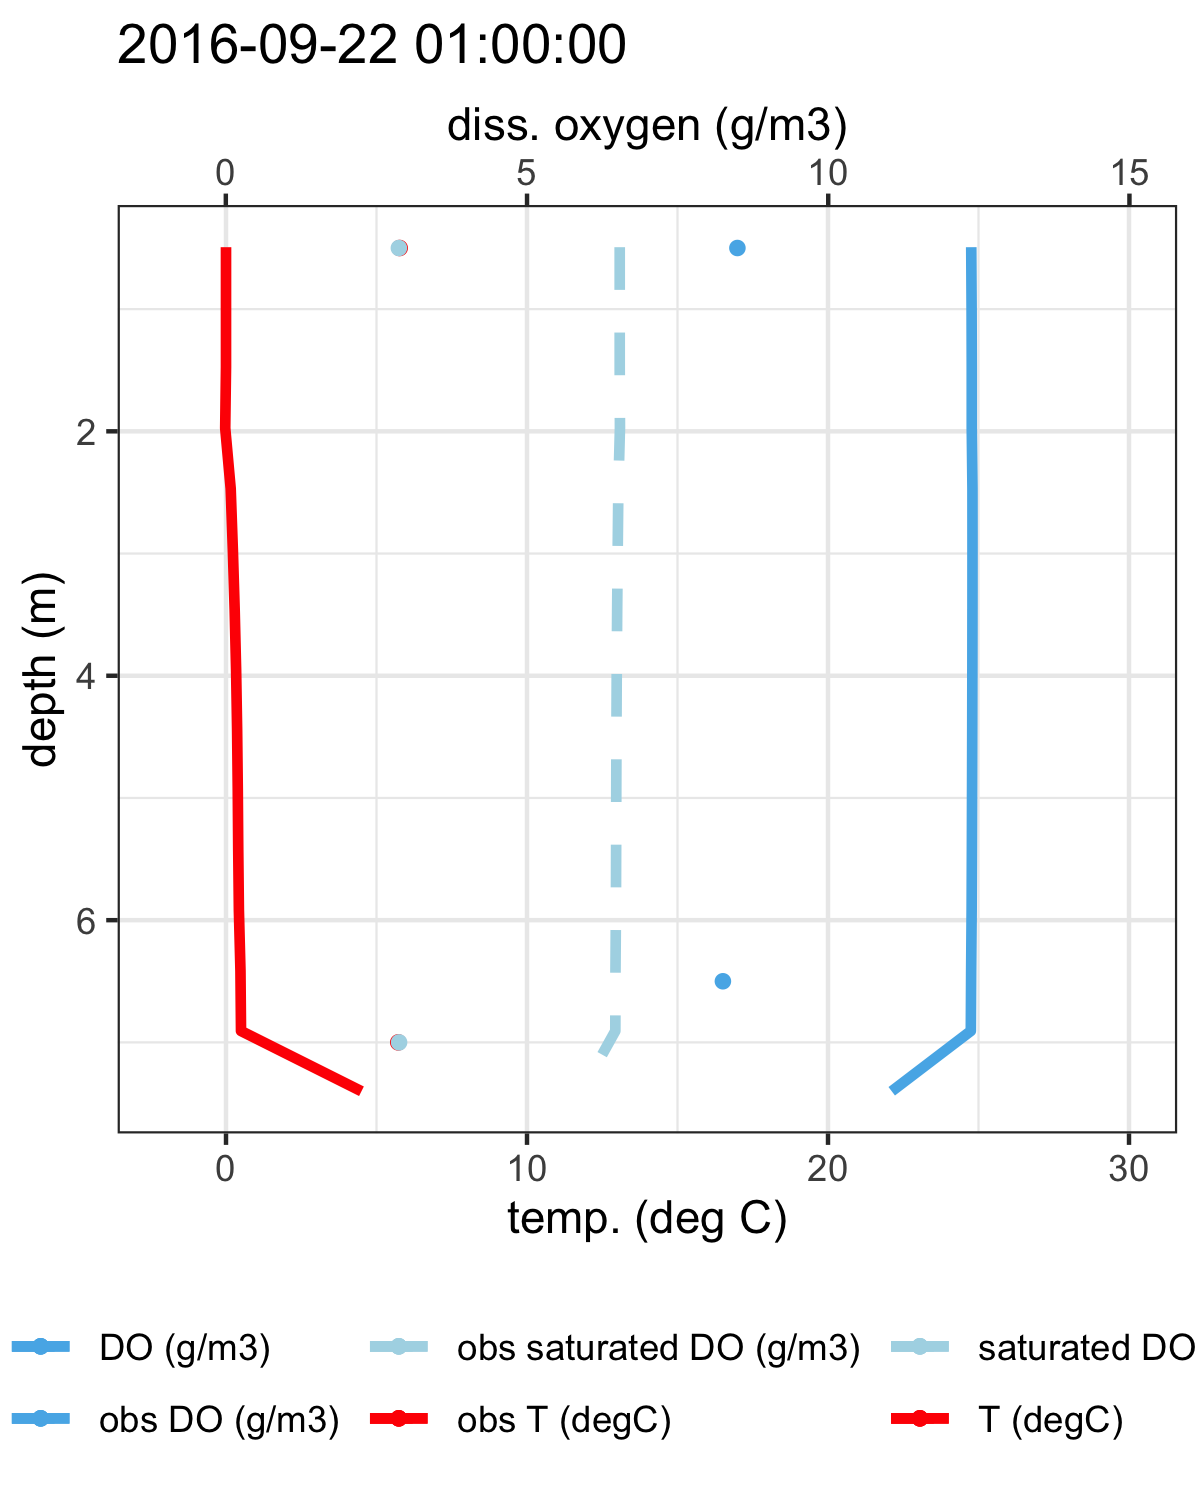 2016-09-22 01:00:00
diss. oxygen (g/m3)
0 5 10 15
depth (m)
2
4
6
0 10 20 30
temp. (deg C)
DO (g/m3) obs saturated DO (g/m3) saturated DO
obs DO (g/m3) obs T (degC) T (degC)